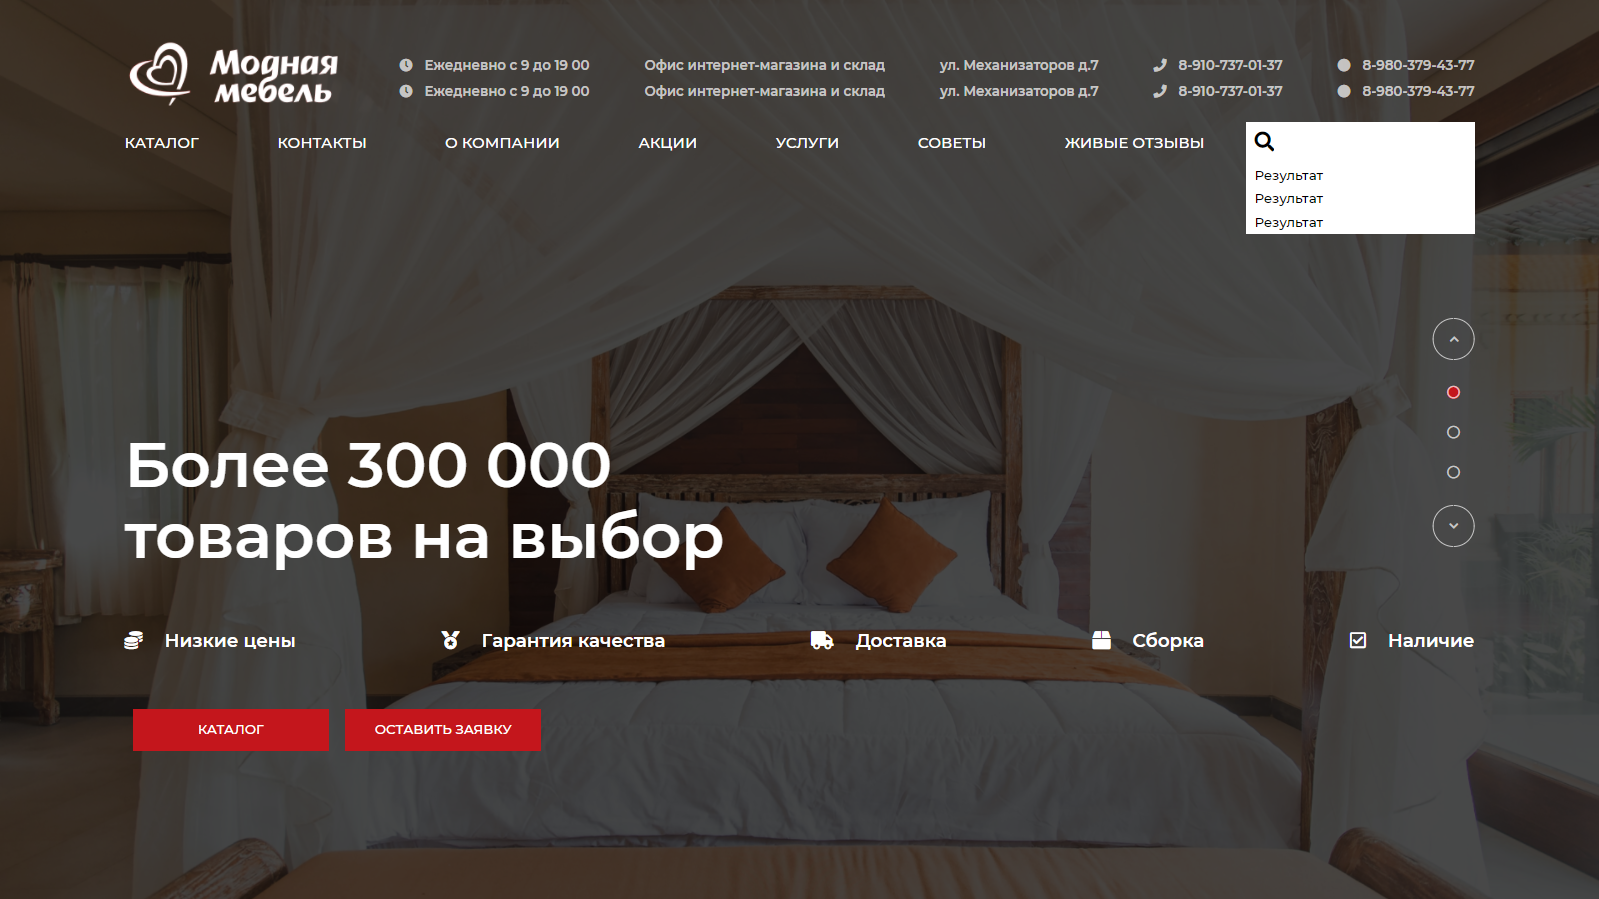 Модная
мебель
Ежедневно с 9 до 19 00 Офис интернет-магазина и склад ул. Механизаторов д.7 8-910-737-01-37 8-980-379-43-77
Ежедневно с 9 до 19 00 Офис интернет-магазина и склад ул. Механизаторов д.7 8-910-737-01-37 8-980-379-43-77
КАТАЛОГ КОНТАКТЫ О КОМПАНИИ АКЦИИ УСЛУГИ СОВЕТЫ ЖИВЫЕ ОТЗЫВЫ
Результат
Результат
Результат
Более 300 000
товаров на выбор
Низкие цены Гарантия качества Доставка Сборка Наличие
КАТАЛОГ ОСТАВИТЬ ЗАЯВКУ